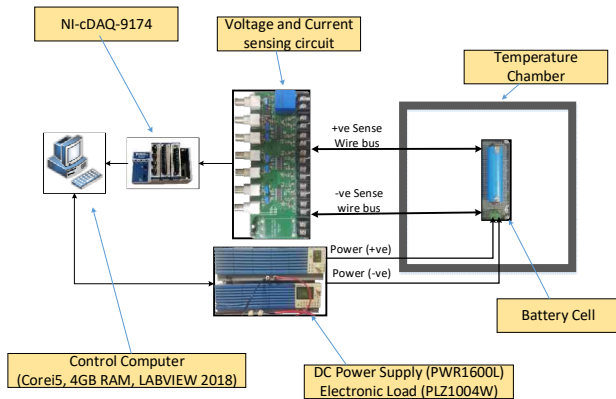 NI-cDAQ-9174
Voltage and Current
sensing circuit
Temperature
Chamber
+ve Sense
Wire bus
-ve Sense
wire bus
Power (+ve)
Power (-ve)
Battery Cell
Control Computer
(Corei5, 4GB RAM, LABVIEW 2018)
DC Power Supply (PWR1600L)
Electronic Load (PLZ1004W)